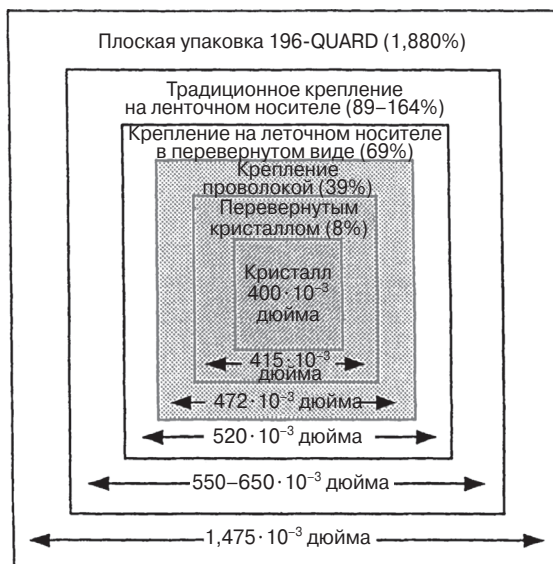 Плоская упаковка 196-QUARD (1,880%)
Традиционное крепление
на ленточном носителе (89–164%)
Крепление на леточном носителе
в перевернутом виде (69%)
Крепление
проволокой (39%)
Перевернутым
кристаллом (8%)
Кристалл
400·10⁻³
дюйма
415·10⁻³
дюйма
472·10⁻³ дюйма
520·10⁻³ дюйма
550–650·10⁻³ дюйма
1,475·10⁻³ дюйма